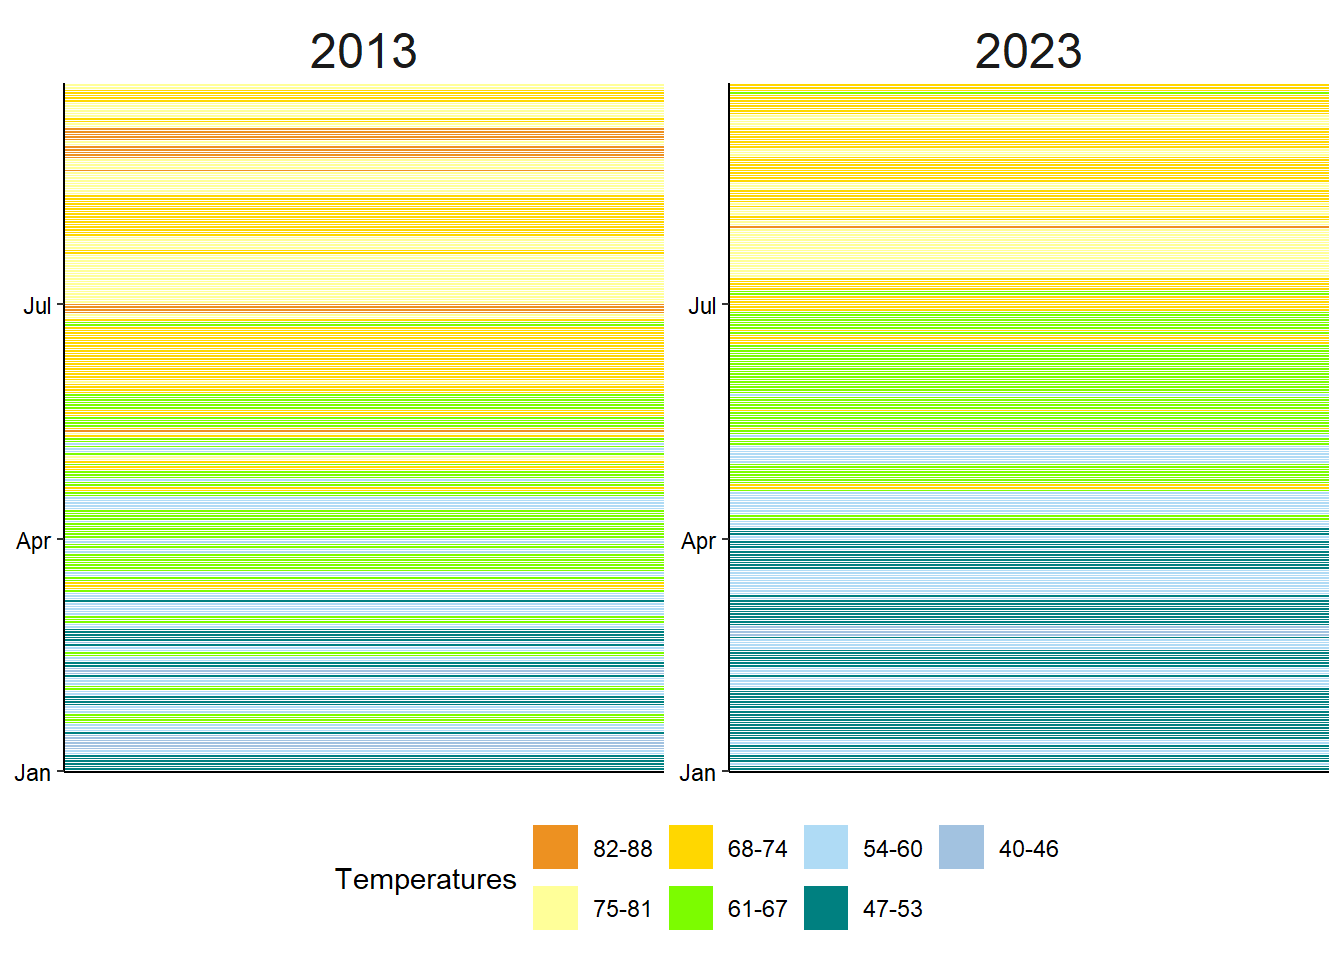 2013
2023
Jul
Jul
Apr
Apr
Jan
Jan
Temperatures
82-88
68-74
54-60
40-46
75-81
61-67
47-53